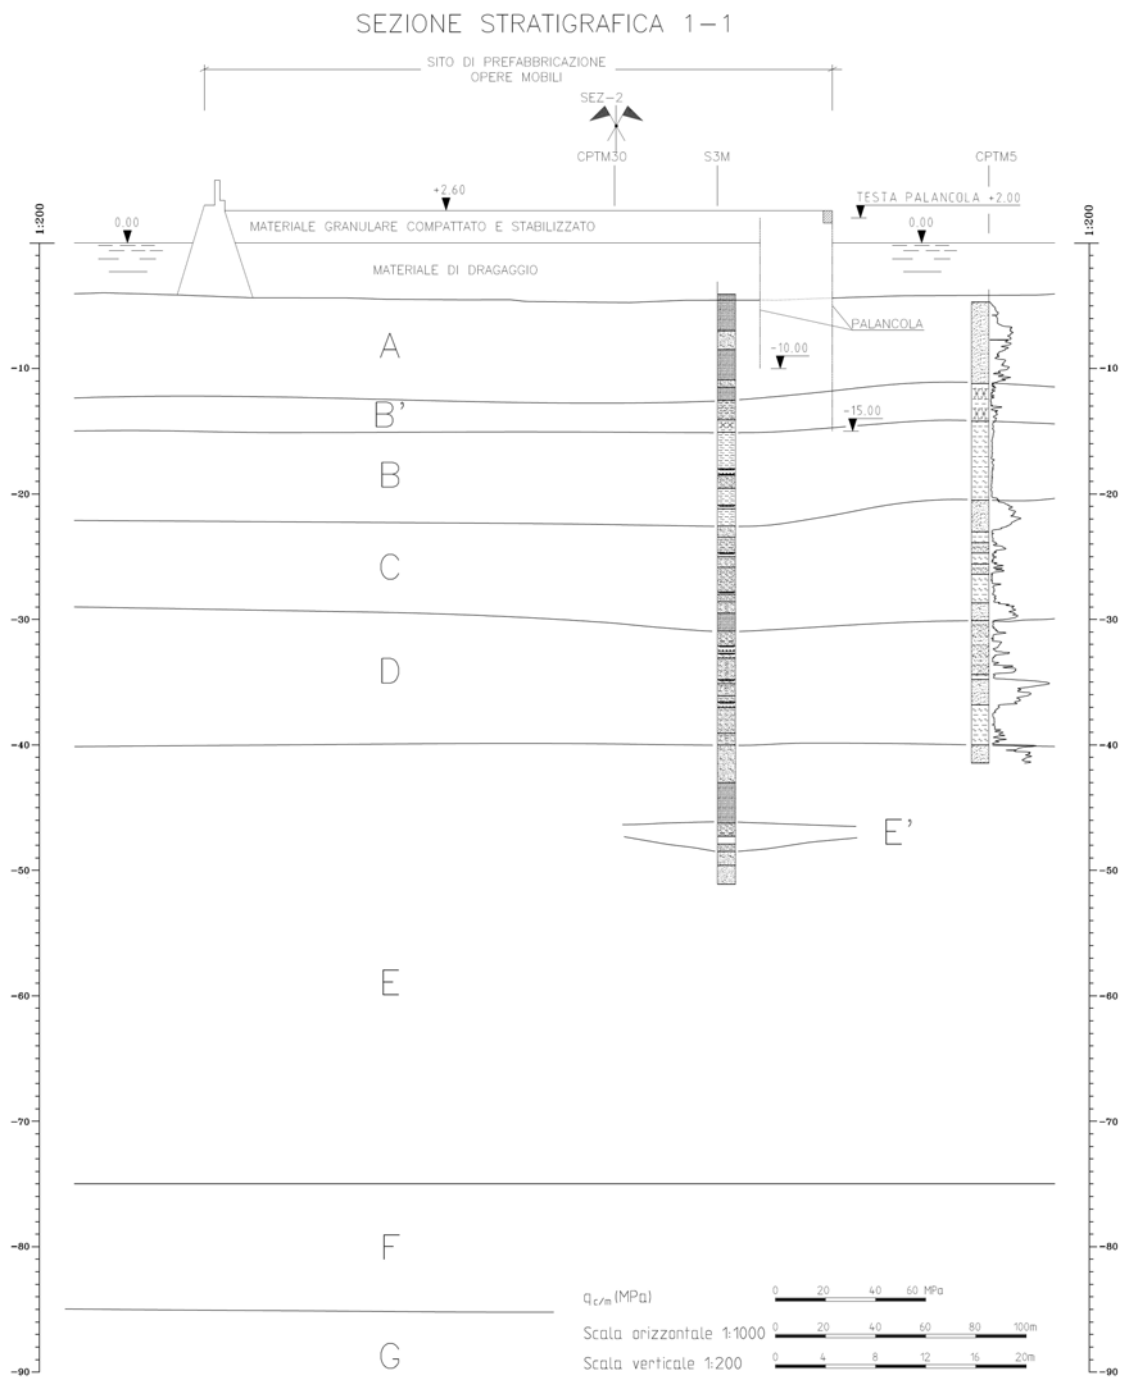 SEZIONE STRATIGRAFICA 1-1
SITO DI PREFABBRICAZIONE
OPERE MOBILI
SEZ-2
CPTM30
S3M
CPTM5
1:200
0.00
+2.60
TESTA PALANCOLA +2.00
0.00
1:200
MATERIALE GRANULARE COMPATTATO E STABILIZZATO
MATERIALE DI DRAGAGGIO
PALANCOLA
A
-10.00
-10
-10
B'
-15.00
B
-20
-20
C
-30
-30
D
-40
-40
E'
-50
-50
E
-60
-60
-70
-70
-80
F
-80
qc/m (MPa)
0 20 40 60 MPa
Scala orizzontale 1:1000
0 20 40 60 80 100m
G
Scala verticale 1:200
0 4 8 12 16 20m
-90
-90